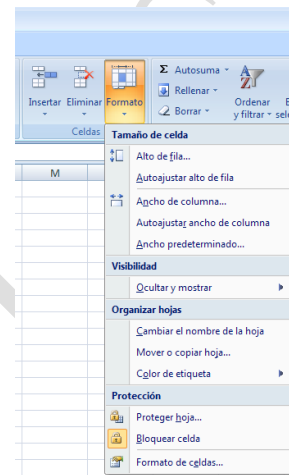 Σ Autosuma
Rellenar
Borrar
Insertar Eliminar Formato
Ordenar
y filtrar
Celdas
M
Tamaño de celda
Alto de fila...
Autoajustar alto de fila
Ancho de columna...
Autoajustar ancho de columna
Ancho predeterminado...
Visibilidad
Ocultar y mostrar
Organizar hojas
Cambiar el nombre de la hoja
Mover o copiar hoja...
Color de etiqueta
Protección
Proteger hoja...
Bloquear celda
Formato de celdas...